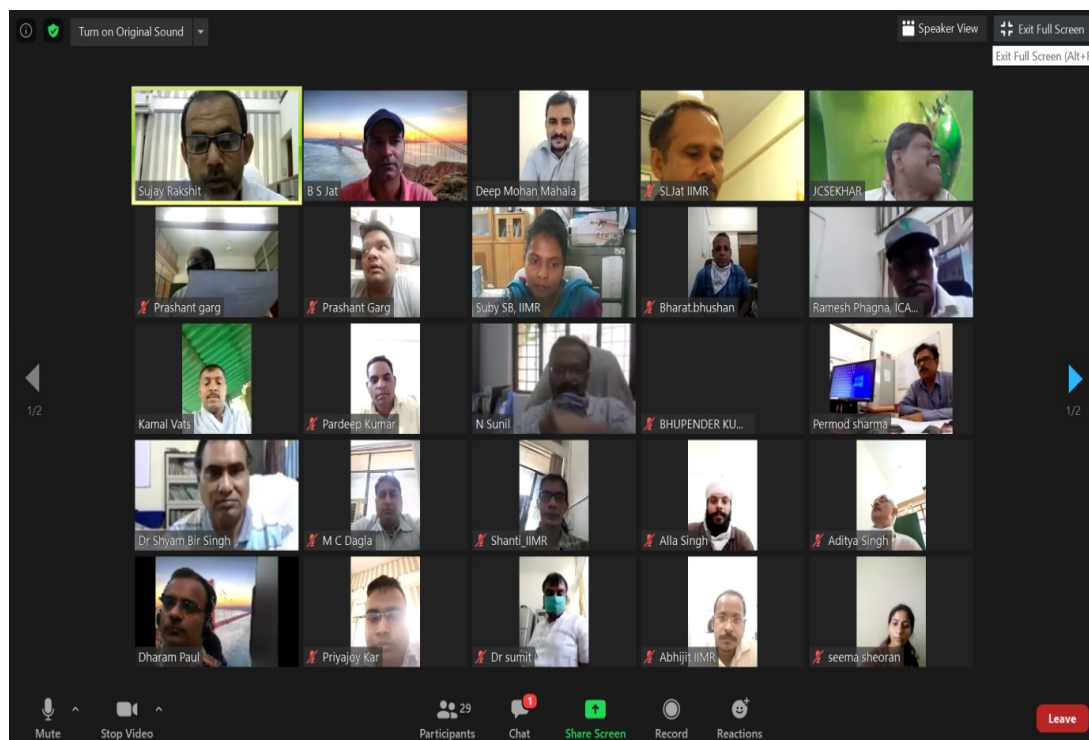 Turn on Original Sound
Speaker View
Exit Full Screen
Exit Full Screen (Alt+F
Sujay Rakshit
B S Jat
Deep Mohan Mahala
SLJat IIMR
JCSEKHAR
Prashant garg
Prashant Garg
Suby SB, IIMR
Bharat.bhushan
Ramesh Phagna, ICA...
Kamal Vats
Pardeep Kumar
N Sunil
BHUPENDER KU...
Permod sharma
1/2
1/2
Dr Shyam Bir Singh
M C Dagla
Shanti_IIMR
Alla Singh
Aditya Singh
Dharam Paul
Priyajoy Kar
Dr sumit
Abhijit IIMR
seema sheoran
29
1
Mute
Stop Video
Participants
Chat
Share Screen
Record
Reactions
Leave